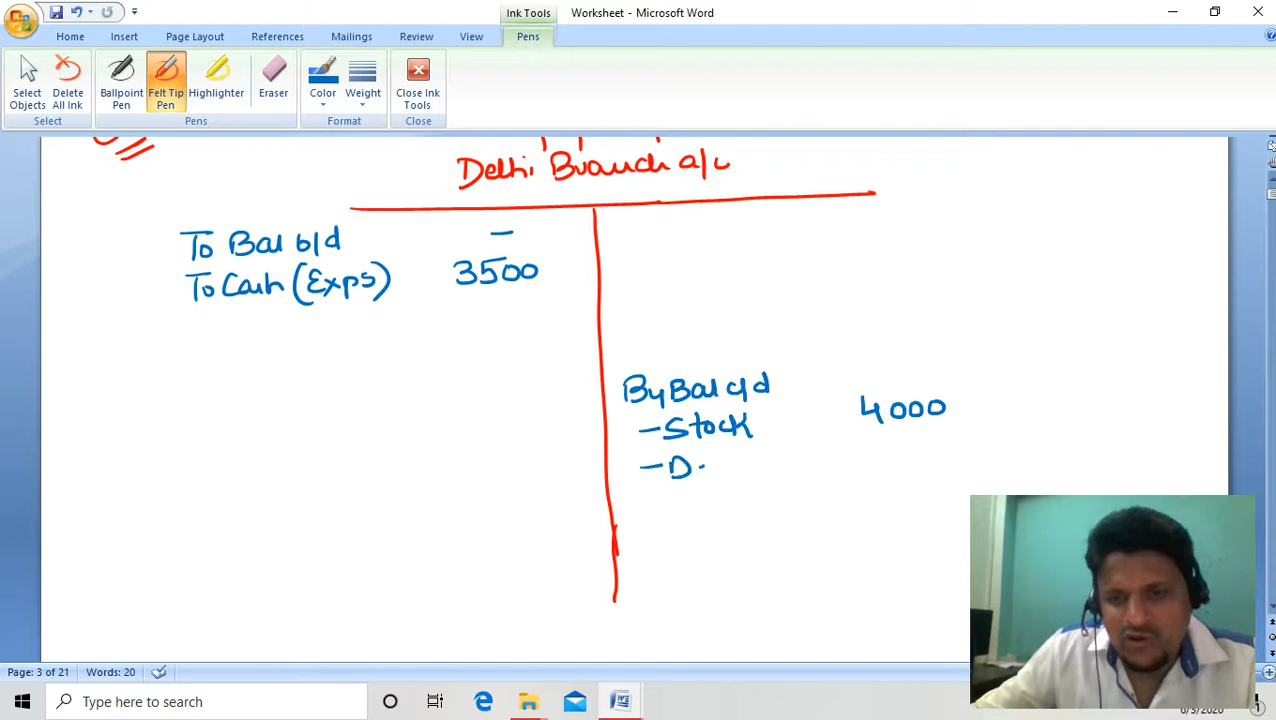 Ink Tools
Worksheet - Microsoft Word
Home Insert Page Layout References Mailings Review View Pens
Select Objects
Delete All Ink
Ballpoint Pen
Felt Tip Pen
Highlighter
Eraser
Color
Weight
Close Ink Tools
Select Pens Format Close
Delhi Branch a/c
To Bal b/d –
To Cash (Exps) 3500
By Bal c/d
– Stock 4000
– D
Page: 3 of 21 Words: 20
Type here to search
6/3/2020